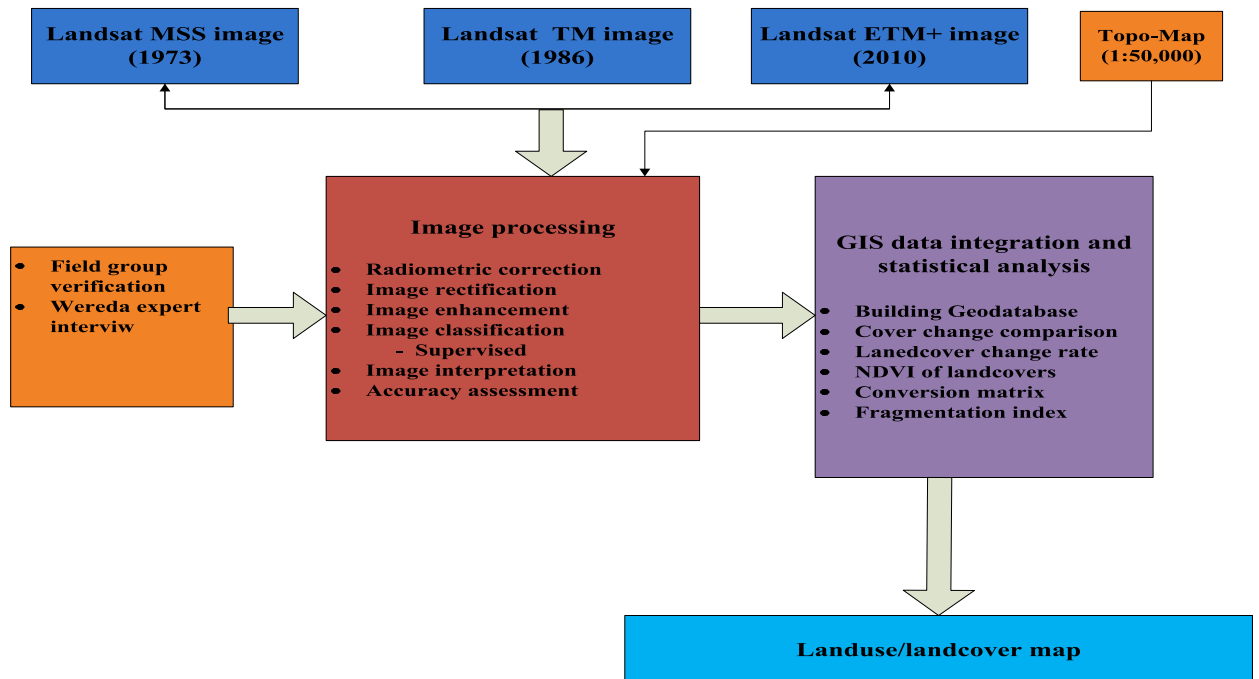 Landsat MSS image
(1973)
Landsat TM image
(1986)
Landsat ETM+ image
(2010)
Topo-Map
(1:50,000)
• Field group
verification
• Wereda expert
interviw
Image processing
• Radiometric correction
• Image rectification
• Image enhancement
• Image classification
- Supervised
• Image interpretation
• Accuracy assessment
GIS data integration and
statistical analysis
• Building Geodatabase
• Cover change comparison
• Lanedcover change rate
• NDVI of landcovers
• Conversion matrix
• Fragmentation index
Landuse/landcover map